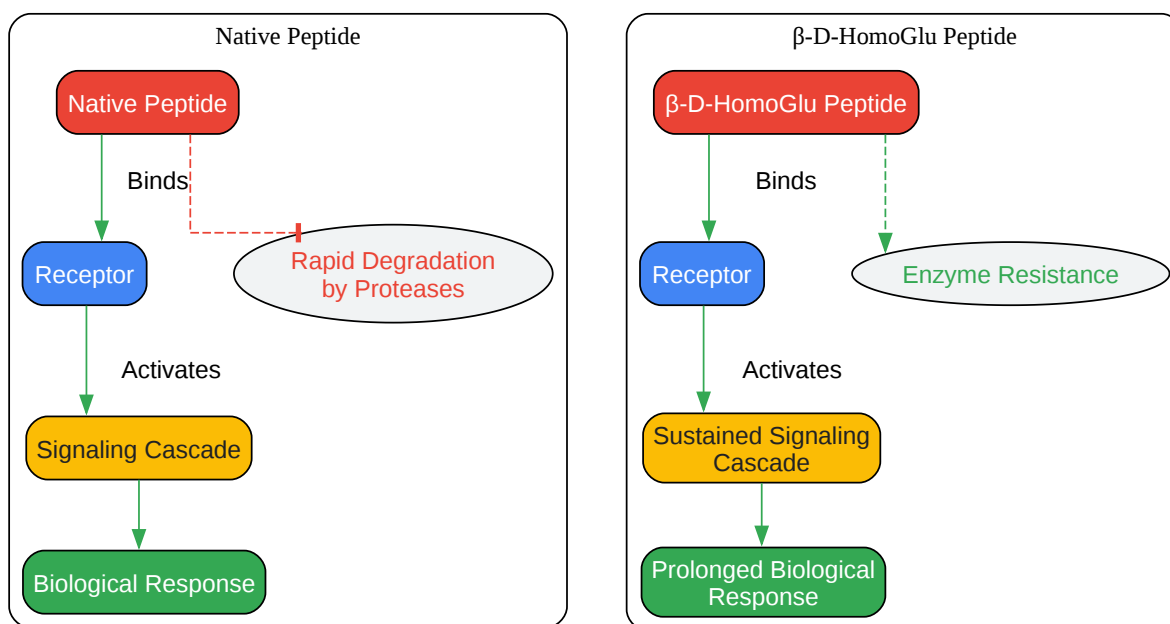 Native Peptide
Native Peptide
Binds
Receptor
Rapid Degradation
by Proteases
Activates
Signaling Cascade
Biological Response
β-D-HomoGlu Peptide
β-D-HomoGlu Peptide
Binds
Receptor
Enzyme Resistance
Activates
Sustained Signaling
Cascade
Prolonged Biological
Response